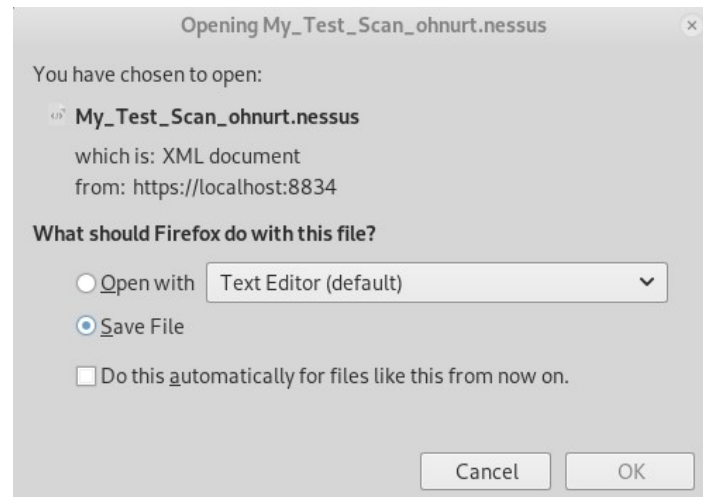 Opening My_Test_Scan_ohnurt.nessus
You have chosen to open:
My_Test_Scan_ohnurt.nessus
which is: XML document
from: https://localhost:8834
What should Firefox do with this file?
Open with Text Editor (default)
Save File
Do this automatically for files like this from now on.
Cancel OK